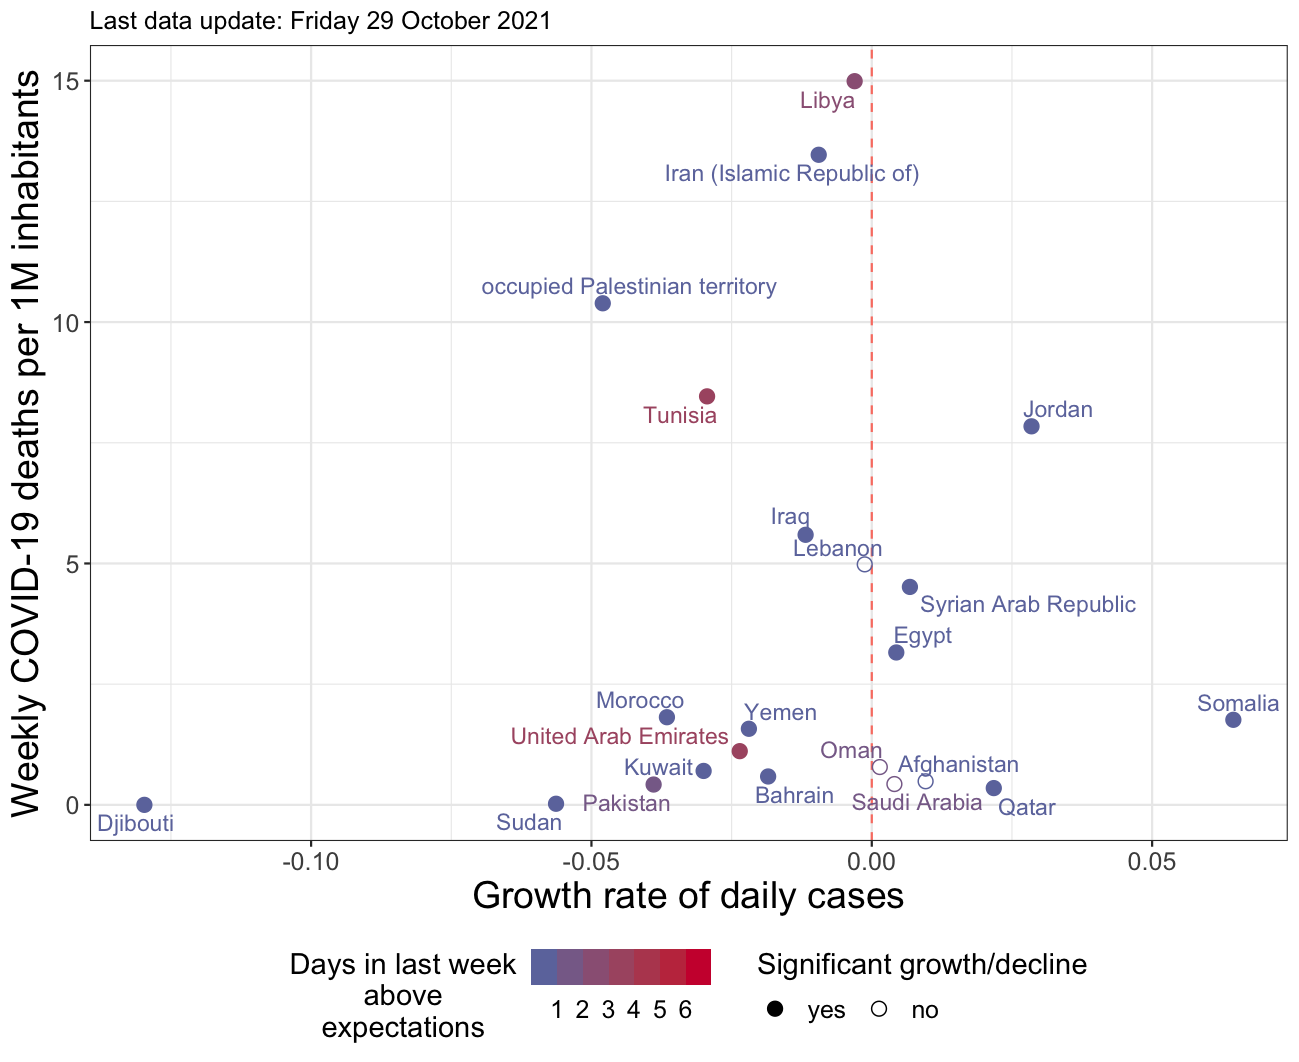 Last data update: Friday 29 October 2021
Weekly COVID-19 deaths per 1M inhabitants
15
10
5
0
Libya
Iran (Islamic Republic of)
occupied Palestinian territory
Tunisia
Jordan
Iraq
Lebanon
Syrian Arab Republic
Egypt
Morocco
Somalia
Yemen
United Arab Emirates
Oman
Kuwait
Afghanistan
Bahrain
Pakistan
Saudi Arabia
Qatar
Sudan
Djibouti
-0.10
-0.05
0.00
0.05
Growth rate of daily cases
Days in last week
above
expectations
1 2 3 4 5 6
Significant growth/decline
yes
no